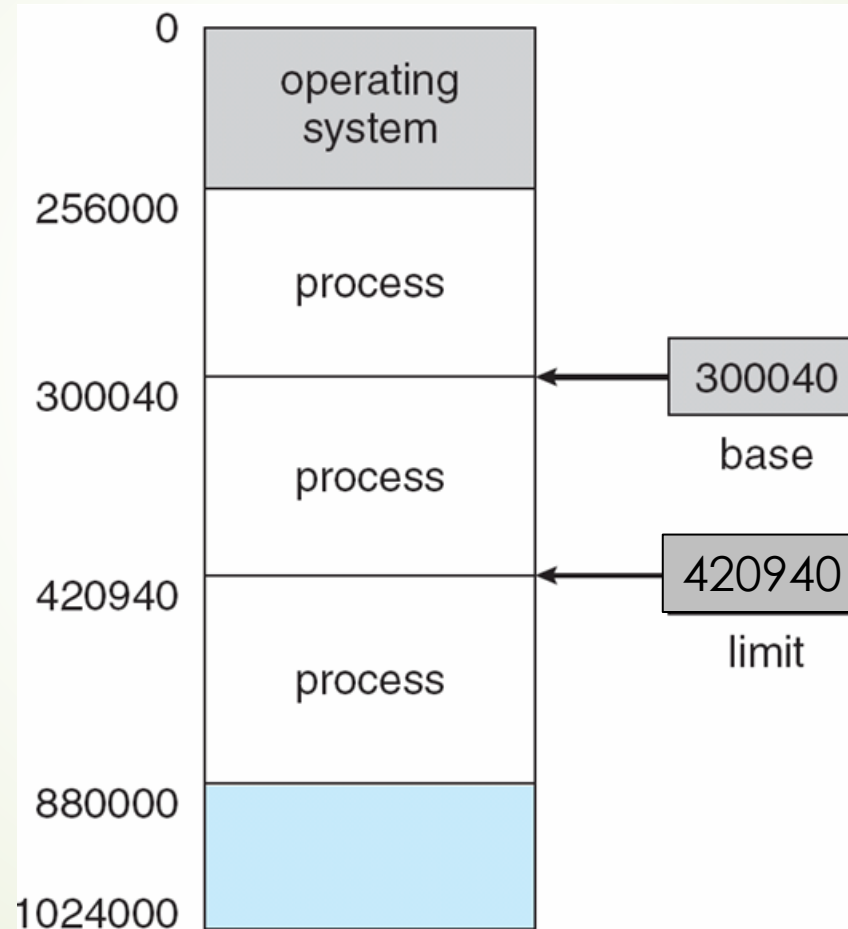 0
operating
system
256000
process
300040
300040
base
process
420940
420940
limit
process
880000
1024000